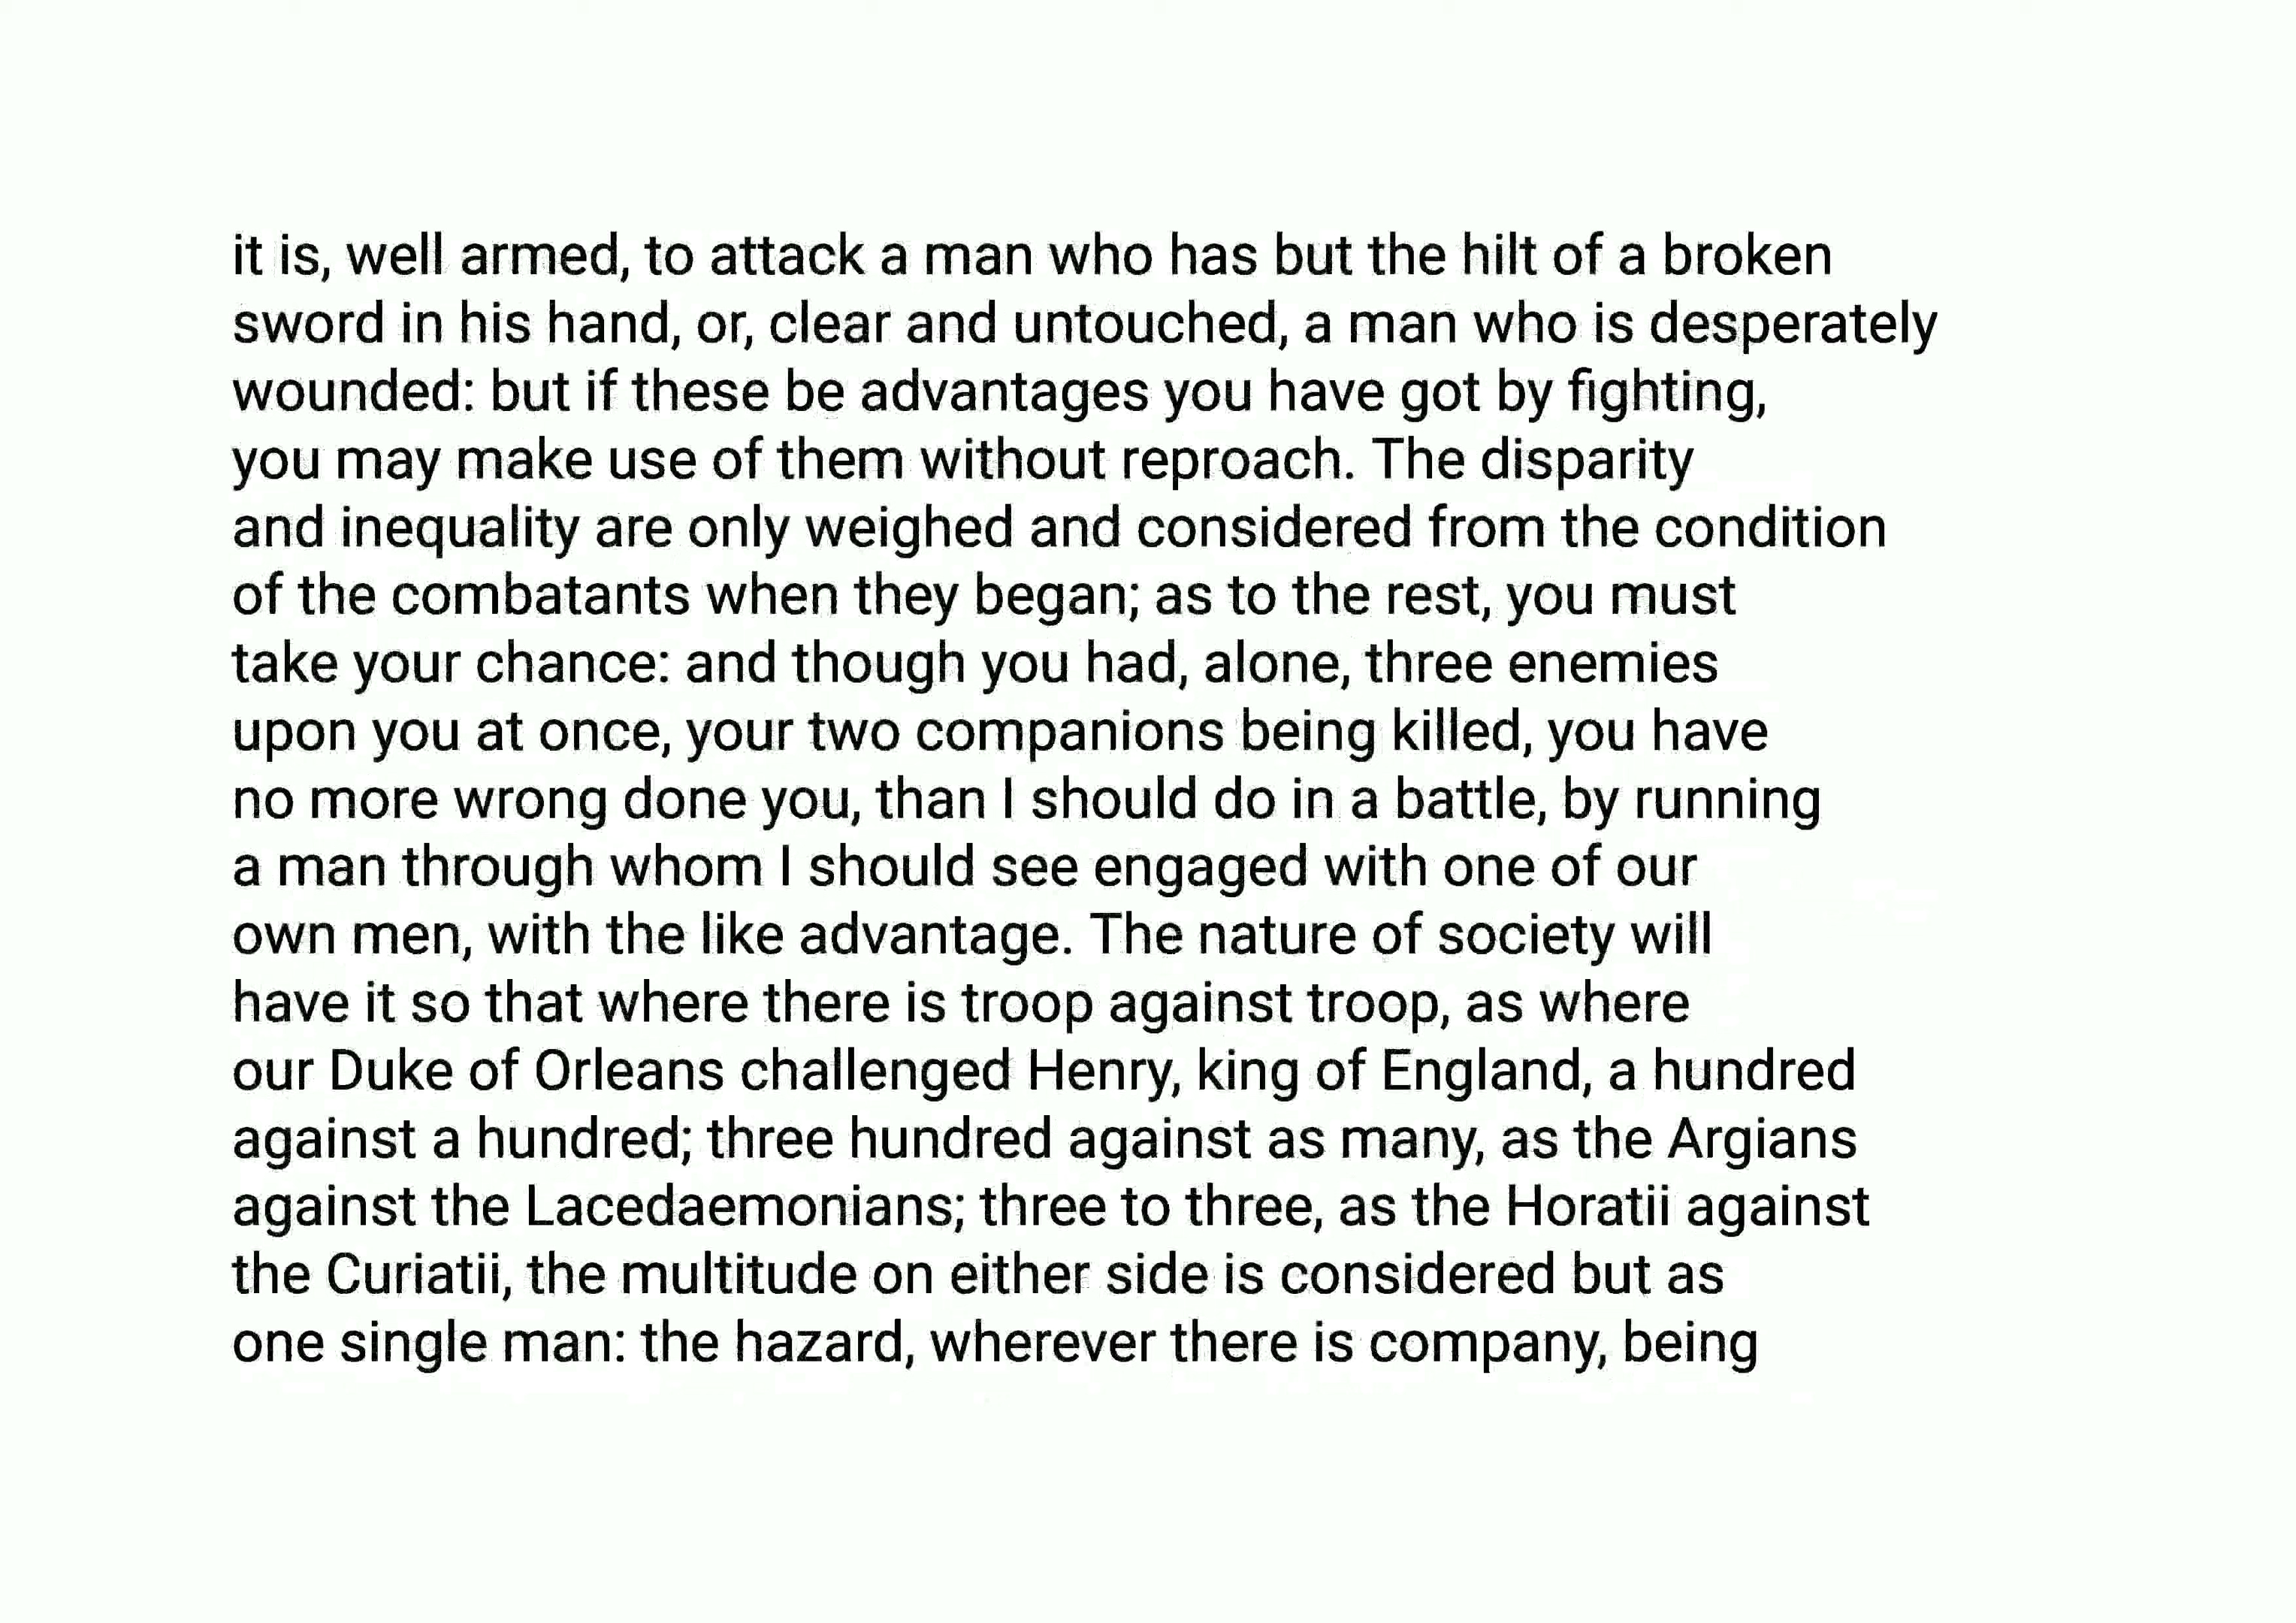 it is, well armed, to attack a man who has but the hilt of a broken
sword in his hand, or, clear and untouched, a man who is desperately
wounded: but if these be advantages you have got by fighting,
you may make use of them without reproach. The disparity
and inequality are only weighed and considered from the condition
of the combatants when they began; as to the rest, you must
take your chance: and though you had, alone, three enemies
upon you at once, your two companions being killed, you have
no more wrong done you, than I should do in a battle, by running
a man through whom I should see engaged with one of our
own men, with the like advantage. The nature of society will
have it so that where there is troop against troop, as where
our Duke of Orleans challenged Henry, king of England, a hundred
against a hundred; three hundred against as many, as the Argians
against the Lacedaemonians; three to three, as the Horatii against
the Curiatii, the multitude on either side is considered but as
one single man: the hazard, wherever there is company, being